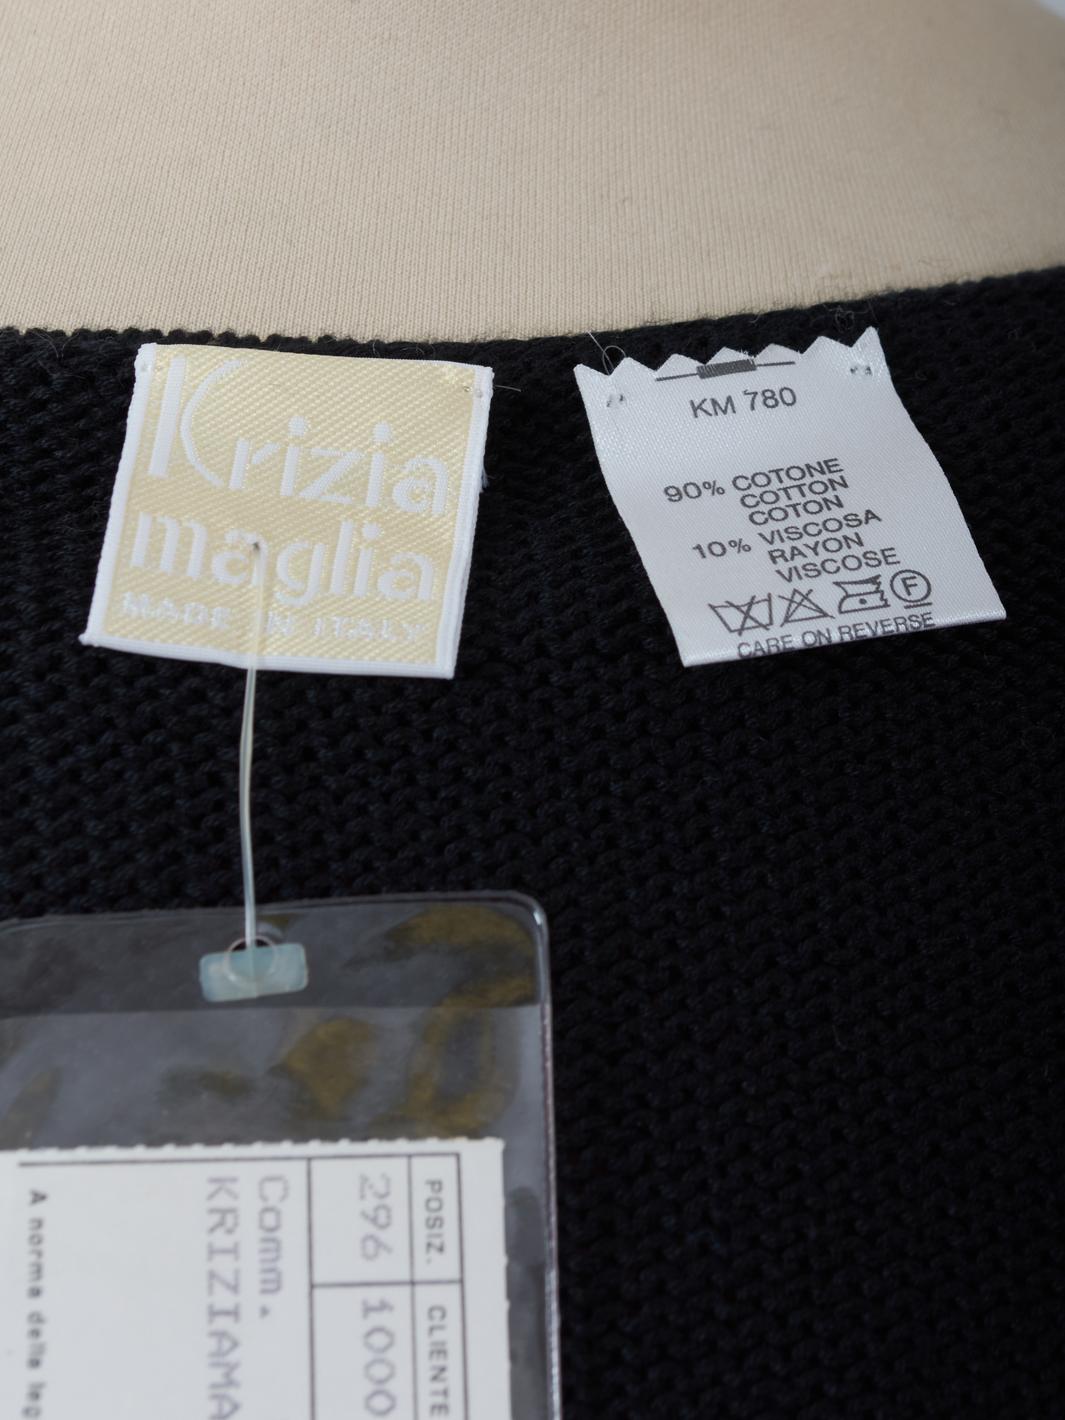 Krizia
maglia
MADE IN ITALY
KM 780
90% COTONE
COTTON
COTON
10% VISCOSA
RAYON
VISCOSE
F
CARE ON REVERSE
POSIZ.
CLIENTE
296
1000
Comm.
KRIZIAMA
A norma della leg